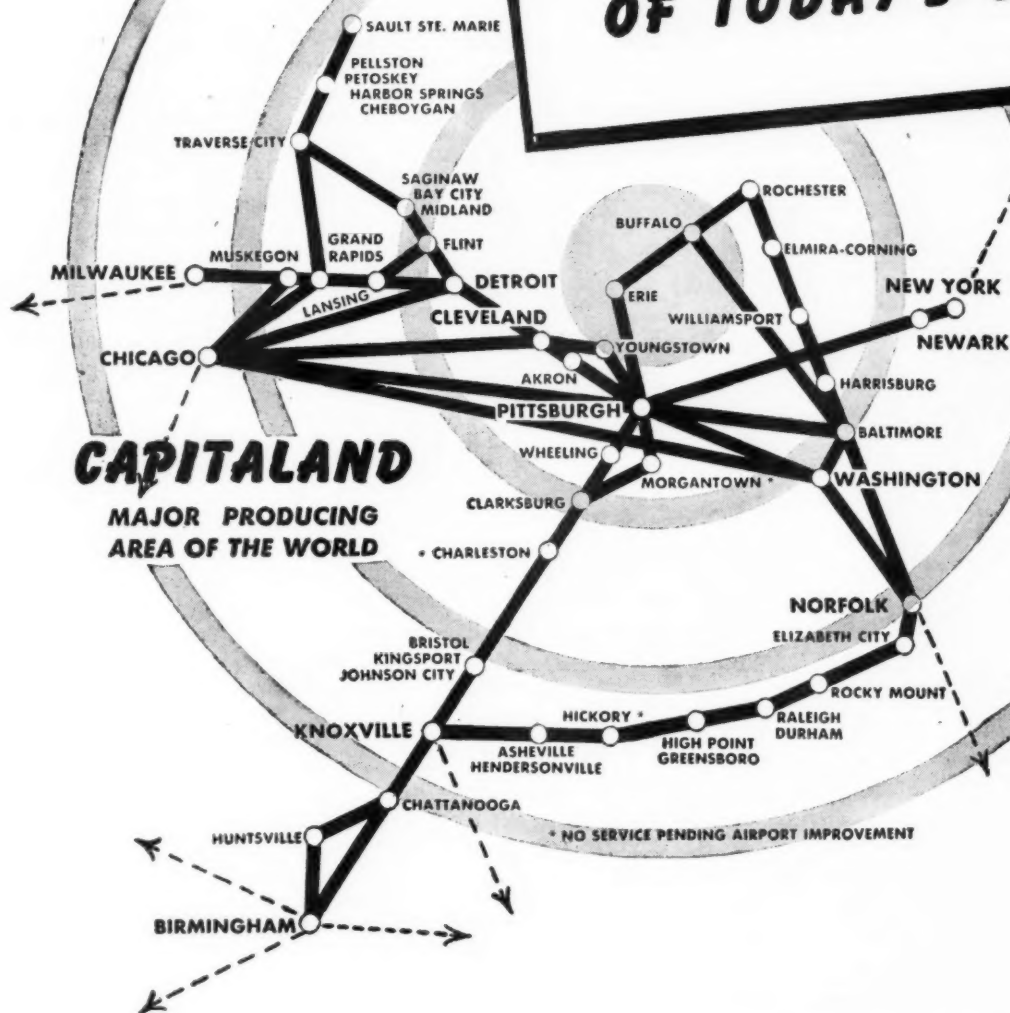 OF TODAY'S
SAULT STE. MARIE
PELLSTON
PETOSKEY
HARBOR SPRINGS
CHEBOYGAN
TRAVERSE CITY
SAGINAW
BAY CITY
MIDLAND
ROCHESTER
BUFFALO
FLINT
GRAND
RAPIDS
MUSKEGON
ELMIRA-CORNING
MILWAUKEE
DETROIT
NEW YORK
ERIE
LANSING
CLEVELAND
WILLIAMSPORT
NEWARK
YOUNGSTOWN
CHICAGO
AKRON
HARRISBURG
PITTSBURGH
BALTIMORE
WHEELING
CAPITALAND
MORGANTOWN *
WASHINGTON
CLARKSBURG
MAJOR PRODUCING
AREA OF THE WORLD
* CHARLESTON
NORFOLK
ELIZABETH CITY
BRISTOL
KINGSPORT
JOHNSON CITY
ROCKY MOUNT
HICKORY *
RALEIGH
DURHAM
KNOXVILLE
ASHEVILLE
HENDERSONVILLE
HIGH POINT
GREENSBORO
CHATTANOOGA
HUNTSVILLE
* NO SERVICE PENDING AIRPORT IMPROVEMENT
BIRMINGHAM